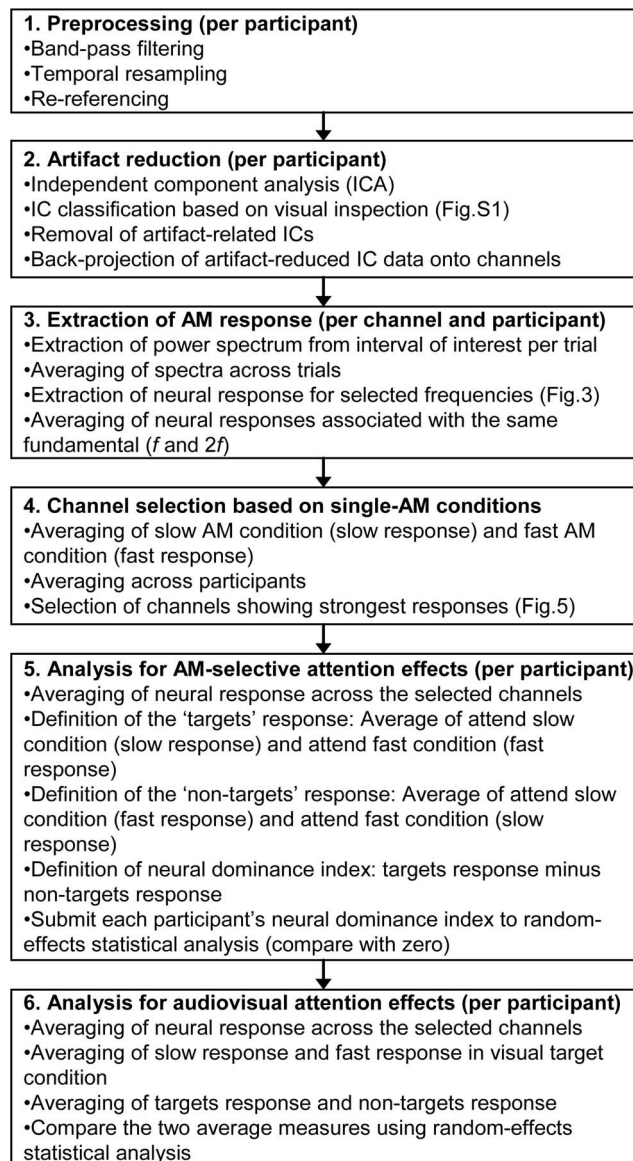 1. Preprocessing (per participant)
•Band-pass filtering
•Temporal resampling
•Re-referencing
2. Artifact reduction (per participant)
•Independent component analysis (ICA)
•IC classification based on visual inspection (Fig.S1)
•Removal of artifact-related ICs
•Back-projection of artifact-reduced IC data onto channels
3. Extraction of AM response (per channel and participant)
•Extraction of power spectrum from interval of interest per trial
•Averaging of spectra across trials
•Extraction of neural response for selected frequencies (Fig.3)
•Averaging of neural responses associated with the same
fundamental (f and 2f)
4. Channel selection based on single-AM conditions
•Averaging of slow AM condition (slow response) and fast AM
condition (fast response)
•Averaging across participants
•Selection of channels showing strongest responses (Fig.5)
5. Analysis for AM-selective attention effects (per participant)
•Averaging of neural response across the selected channels
•Definition of the ‘targets’ response: Average of attend slow
condition (slow response) and attend fast condition (fast
response)
•Definition of the ‘non-targets’ response: Average of attend slow
condition (fast response) and attend fast condition (slow
response)
•Definition of neural dominance index: targets response minus
non-targets response
•Submit each participant’s neural dominance index to random-
effects statistical analysis (compare with zero)
6. Analysis for audiovisual attention effects (per participant)
•Averaging of neural response across the selected channels
•Averaging of slow response and fast response in visual target
condition
•Averaging of targets response and non-targets response
•Compare the two average measures using random-effects
statistical analysis